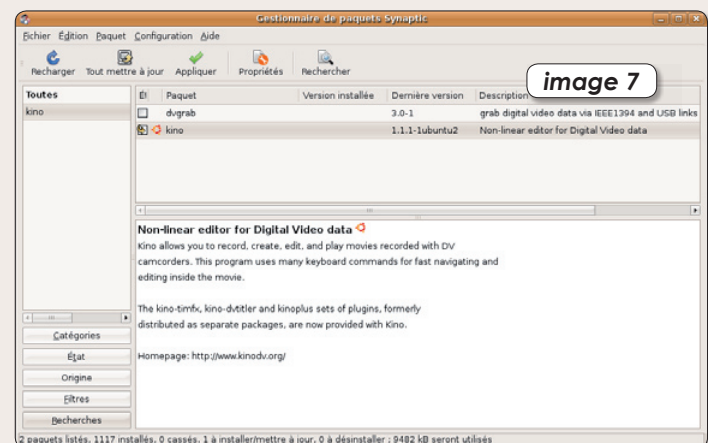 Gestionnaire de paquets Synaptic
Fichier Édition Paquet Configuration Aide
Recharger Tout mettre à jour Appliquer Propriétés Rechercher
image 7
Toutes
kino
É Paquet Version installée Dernière version Description
dvgrab 3.0-1 grab digital video data via IEEE1394 and USB links
kino 1.1.1-1ubuntu2 Non-linear editor for Digital Video data
Non-linear editor for Digital Video data
Kino allows you to record, create, edit, and play movies recorded with DV
camcorders. This program uses many keyboard commands for fast navigating and
editing inside the movie.
The kino-timfx, kino-dvtitler and kinoplus sets of plugins, formerly
distributed as separate packages, are now provided with Kino.
Homepage: http://www.kinodv.org/
Catégories
État
Origine
Filtres
Recherches
2 paquets listés, 1117 installés, 0 cassés. 1 à installer/mettre à jour, 0 à désinstaller ; 9482 kB seront utilisés